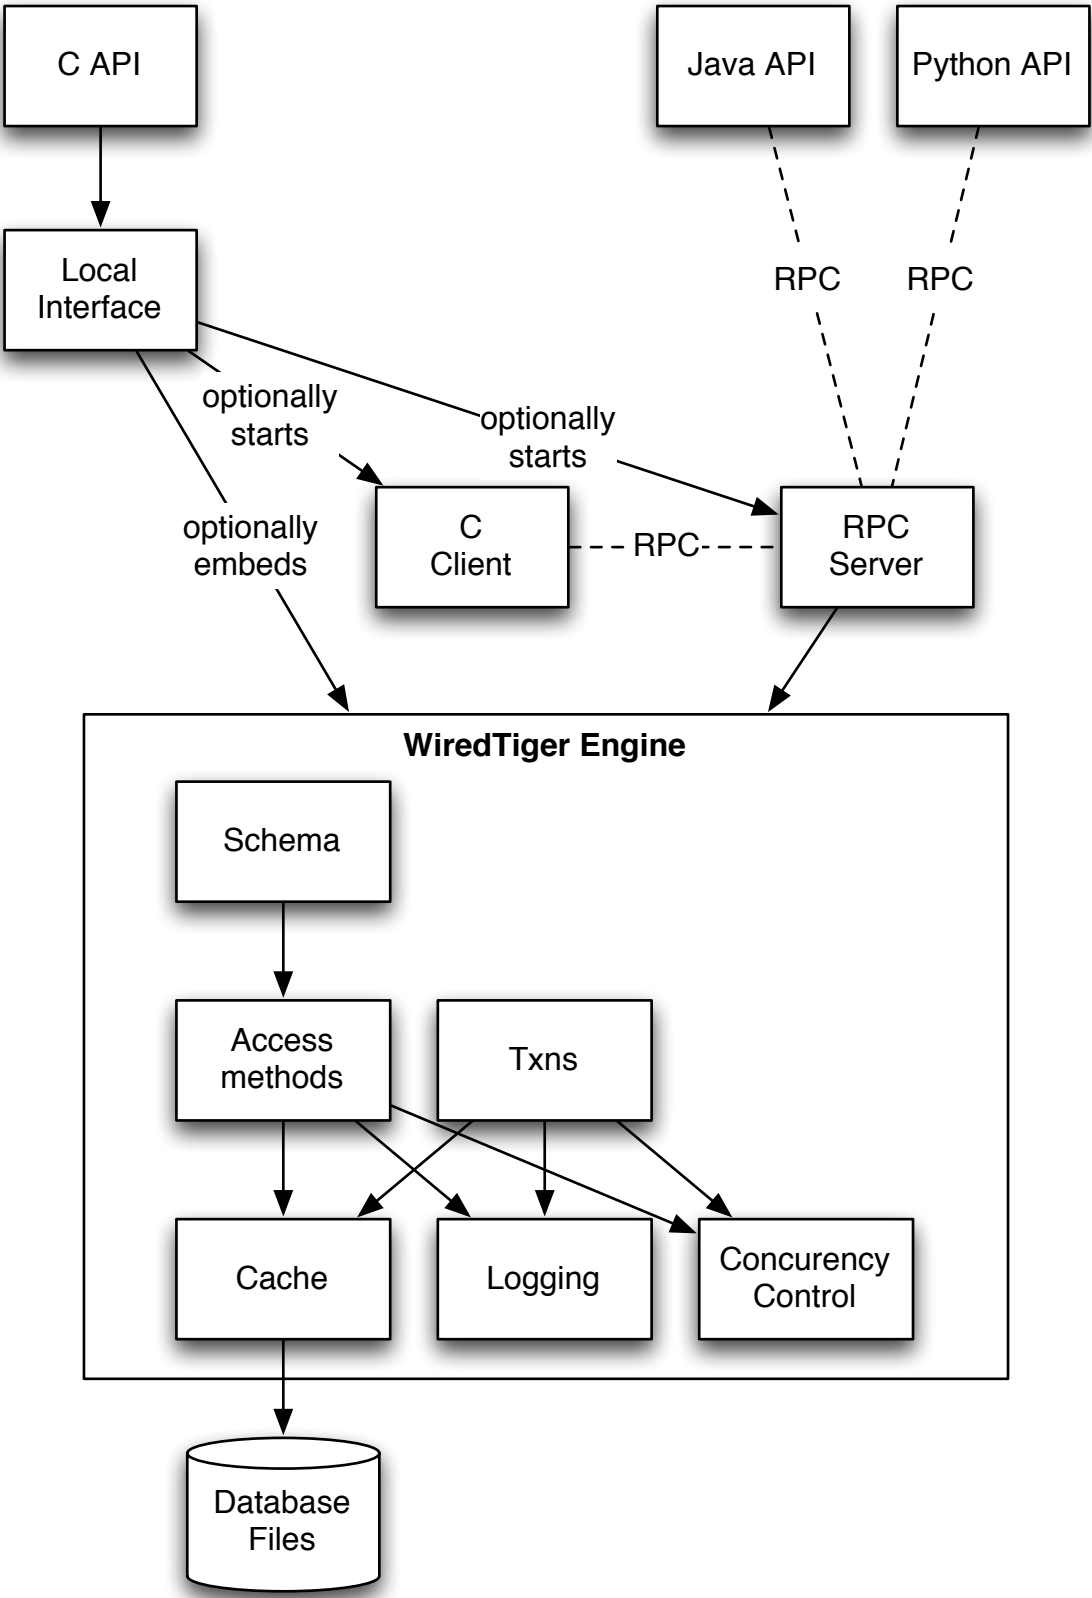 C API
Java API
Python API
Local
Interface
RPC
RPC
optionally
starts
optionally
starts
optionally
embeds
C
Client
RPC
RPC
Server
WiredTiger Engine
Schema
Access
methods
Txns
Cache
Logging
Concurency
Control
Database
Files